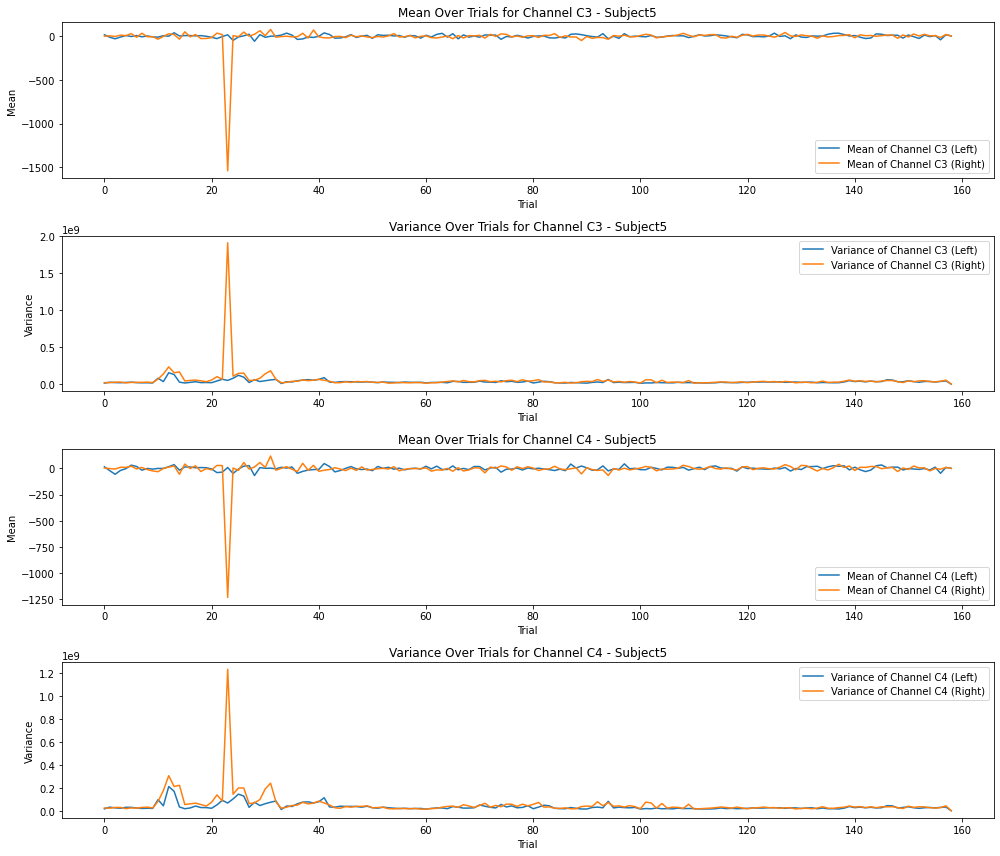 Mean Over Trials for Channel C3 - Subject5
0
−500
−1000
−1500
Mean
Mean of Channel C3 (Left)
Mean of Channel C3 (Right)
0 20 40 60 80 100 120 140 160
Trial
Variance Over Trials for Channel C3 - Subject5
1e9
2.0
1.5
1.0
0.5
0.0
Variance
Variance of Channel C3 (Left)
Variance of Channel C3 (Right)
0 20 40 60 80 100 120 140 160
Trial
Mean Over Trials for Channel C4 - Subject5
0
−250
−500
−750
−1000
−1250
Mean
Mean of Channel C4 (Left)
Mean of Channel C4 (Right)
0 20 40 60 80 100 120 140 160
Trial
Variance Over Trials for Channel C4 - Subject5
1e9
1.2
1.0
0.8
0.6
0.4
0.2
0.0
Variance
Variance of Channel C4 (Left)
Variance of Channel C4 (Right)
0 20 40 60 80 100 120 140 160
Trial